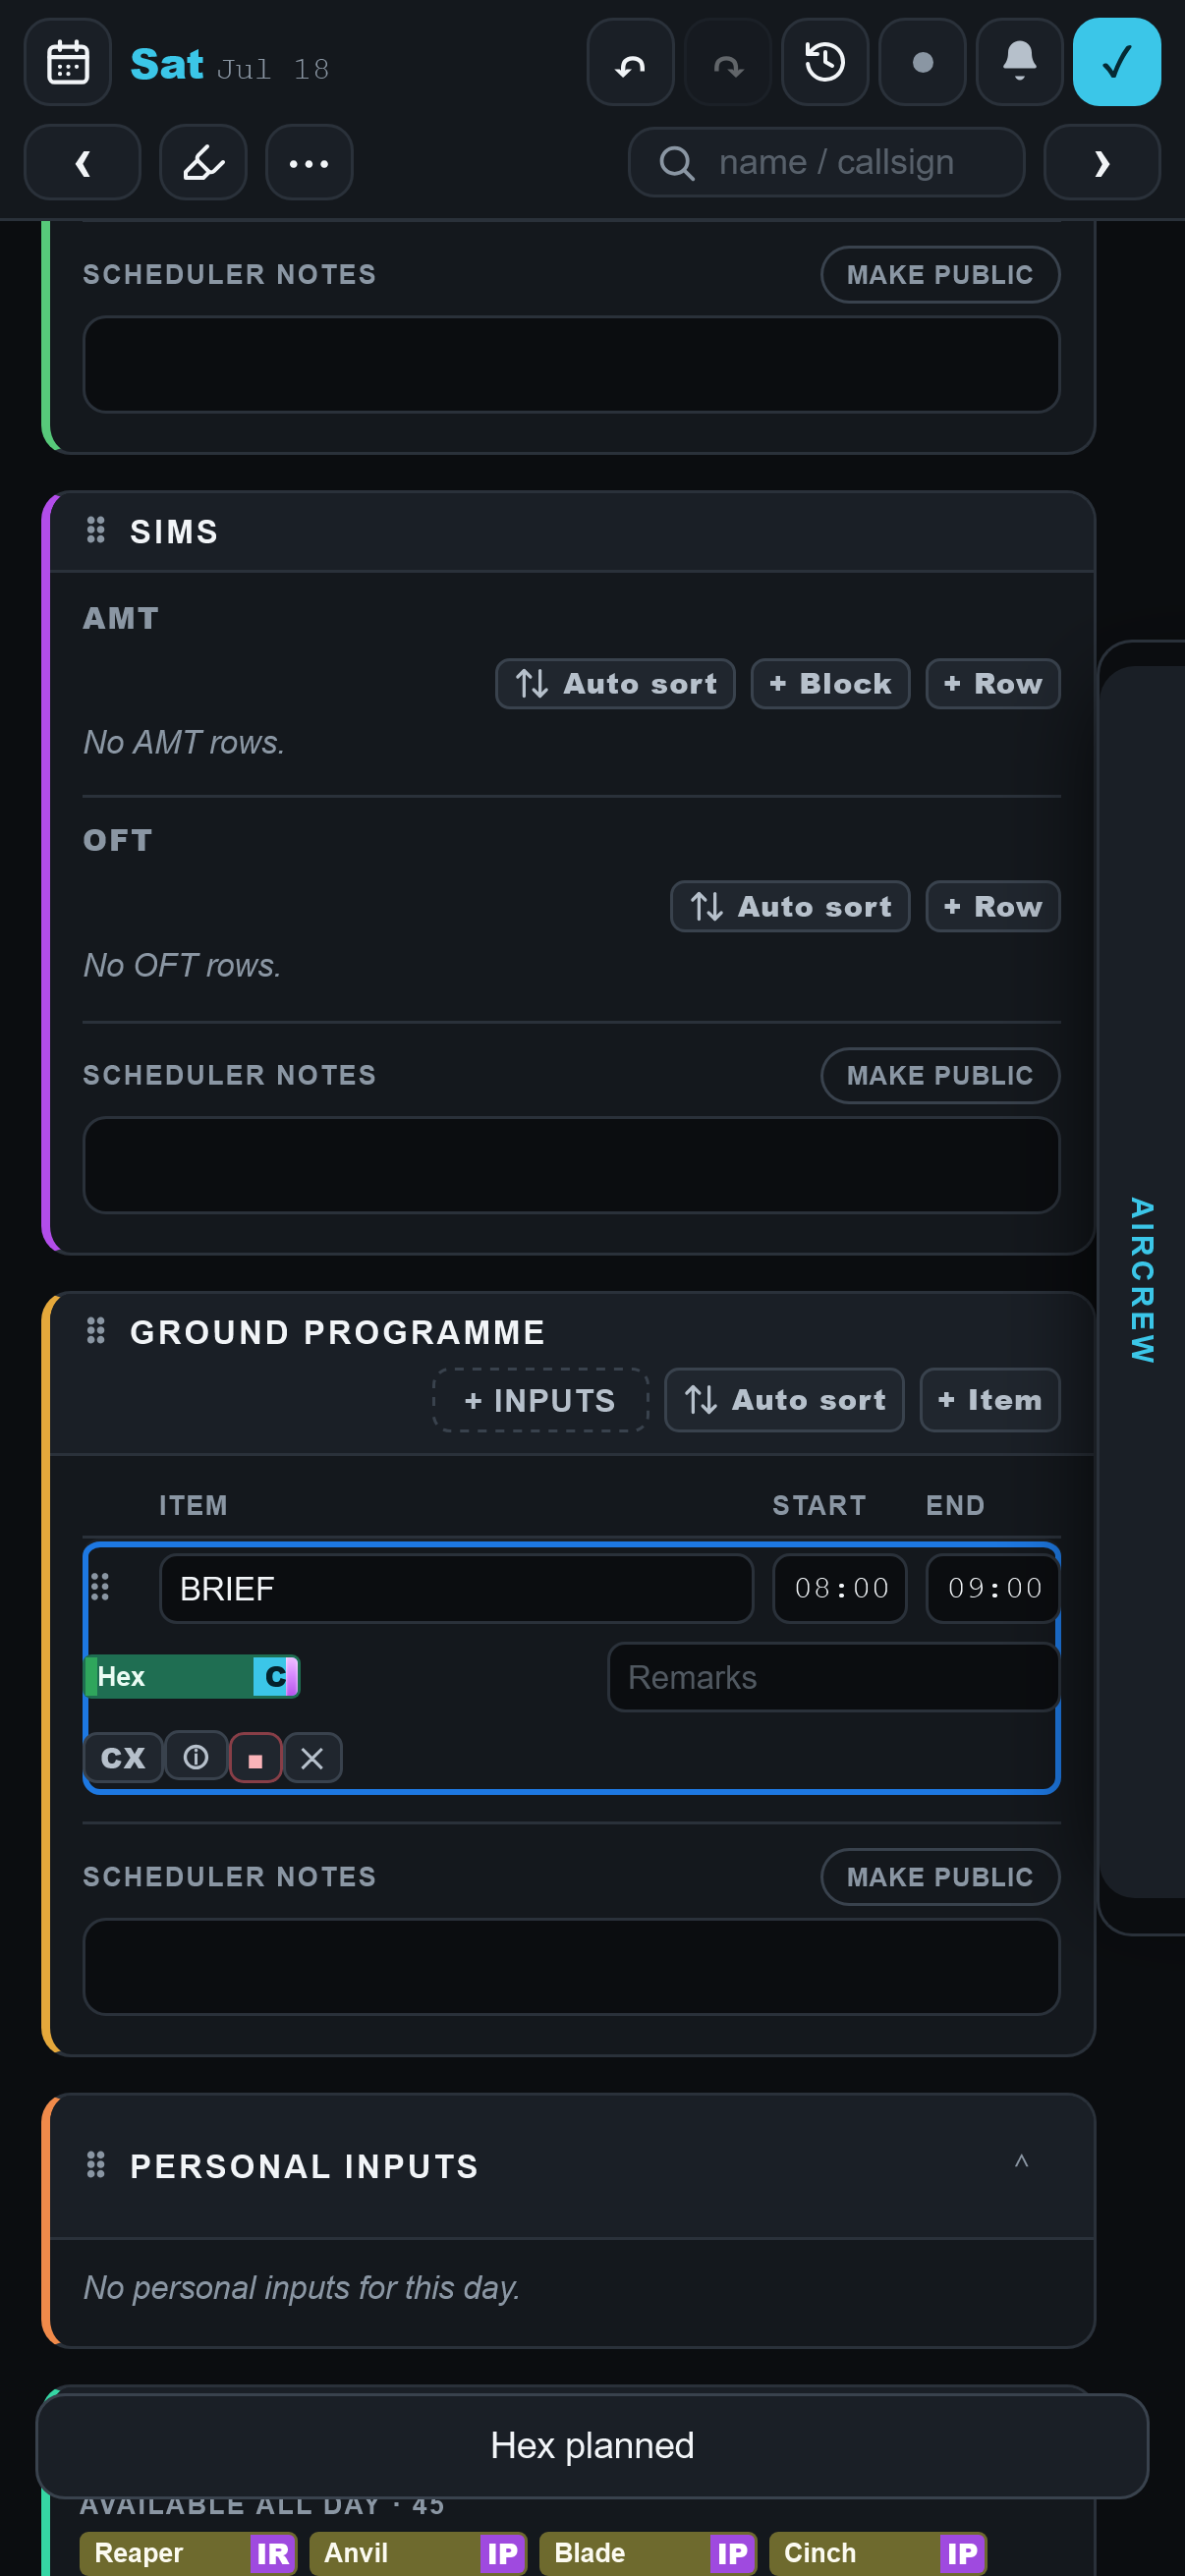 Sat Jul 18
name / callsign
SCHEDULER NOTES MAKE PUBLIC
SIMS
AMT
Auto sort + Block + Row
No AMT rows.
OFT
Auto sort + Row
No OFT rows.
SCHEDULER NOTES MAKE PUBLIC
AIRCREW
GROUND PROGRAMME
+ INPUTS Auto sort + Item
ITEM START END
BRIEF 08:00 09:00
Hex C Remarks
CX
SCHEDULER NOTES MAKE PUBLIC
PERSONAL INPUTS
No personal inputs for this day.
Hex planned
AVAILABLE ALL DAY · 45
Reaper IR Anvil IP Blade IP Cinch IP